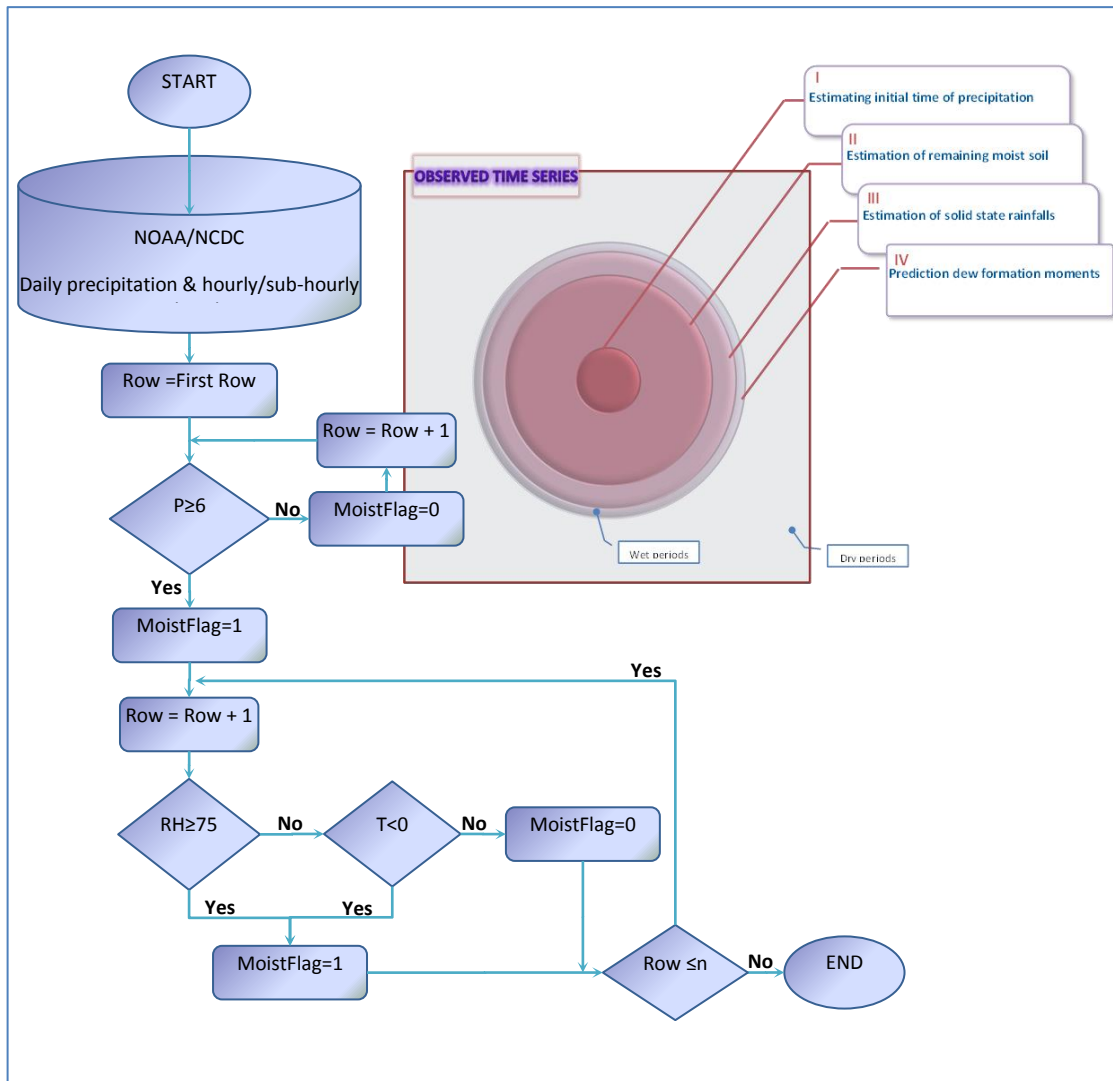 START
NOAA/NCDC
Daily precipitation & hourly/sub-hourly
Row =First Row
Row = Row + 1
P≥6
No
MoistFlag=0
Yes
MoistFlag=1
Yes
Row = Row + 1
RH≥75
No
T<0
No
MoistFlag=0
Yes
Yes
MoistFlag=1
Row ≤n
No
END
OBSERVED TIME SERIES
I
Estimating initial time of precipitation
II
Estimation of remaining moist soil
III
Estimation of solid state rainfalls
IV
Prediction dew formation moments
Wet periods
Dry periods